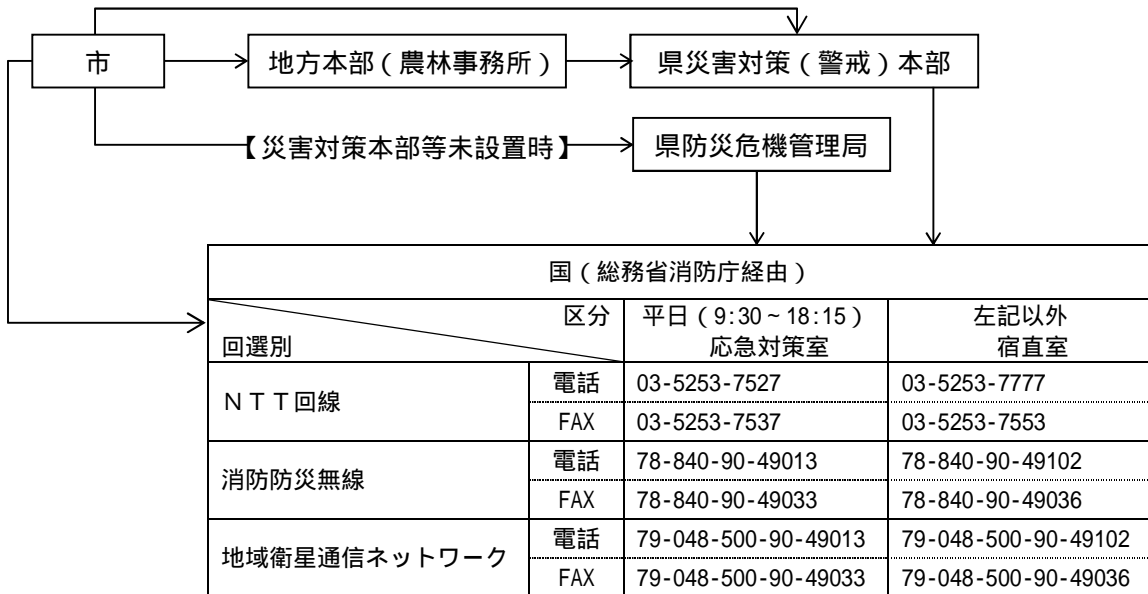 市
地方本部（農林事務所）
県災害対策（警戒）本部
【災害対策本部等未設置時】
県防災危機管理局
国（総務省消防庁経由）
区分
回選別
平日（9:30～18:15）
応急対策室
左記以外
宿直室
ＮＴＴ回線
電話 03-5253-7527 03-5253-7777
FAX 03-5253-7537 03-5253-7553
消防防災無線
電話 78-840-90-49013 78-840-90-49102
FAX 78-840-90-49033 78-840-90-49036
地域衛星通信ネットワーク
電話 79-048-500-90-49013 79-048-500-90-49102
FAX 79-048-500-90-49033 79-048-500-90-49036